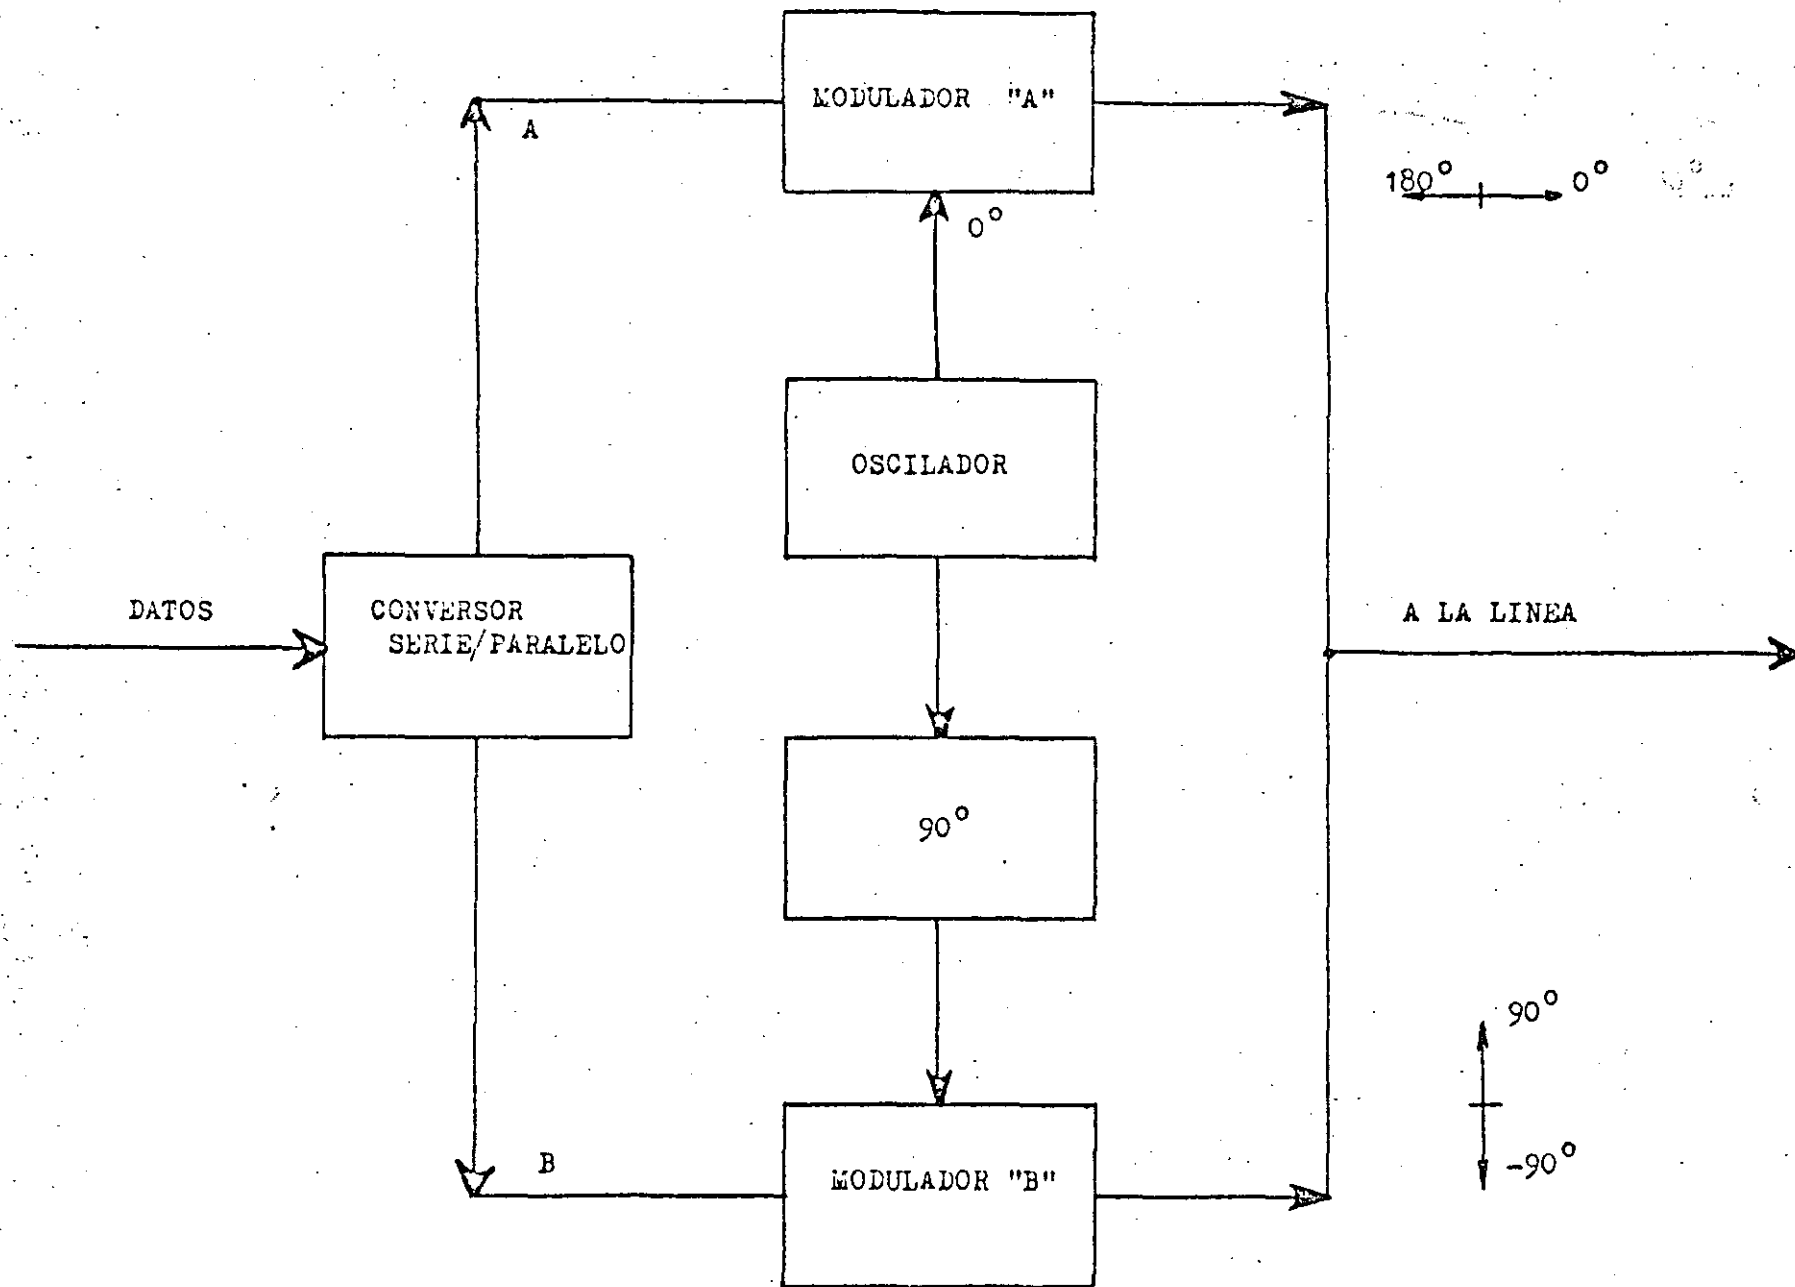 MODULADOR "A"
A
180° 0°
0°
OSCILADOR
DATOS
CONVERSOR
SERIE/PARALELO
A LA LINEA
90°
90°
B
MODULADOR "B"
-90°